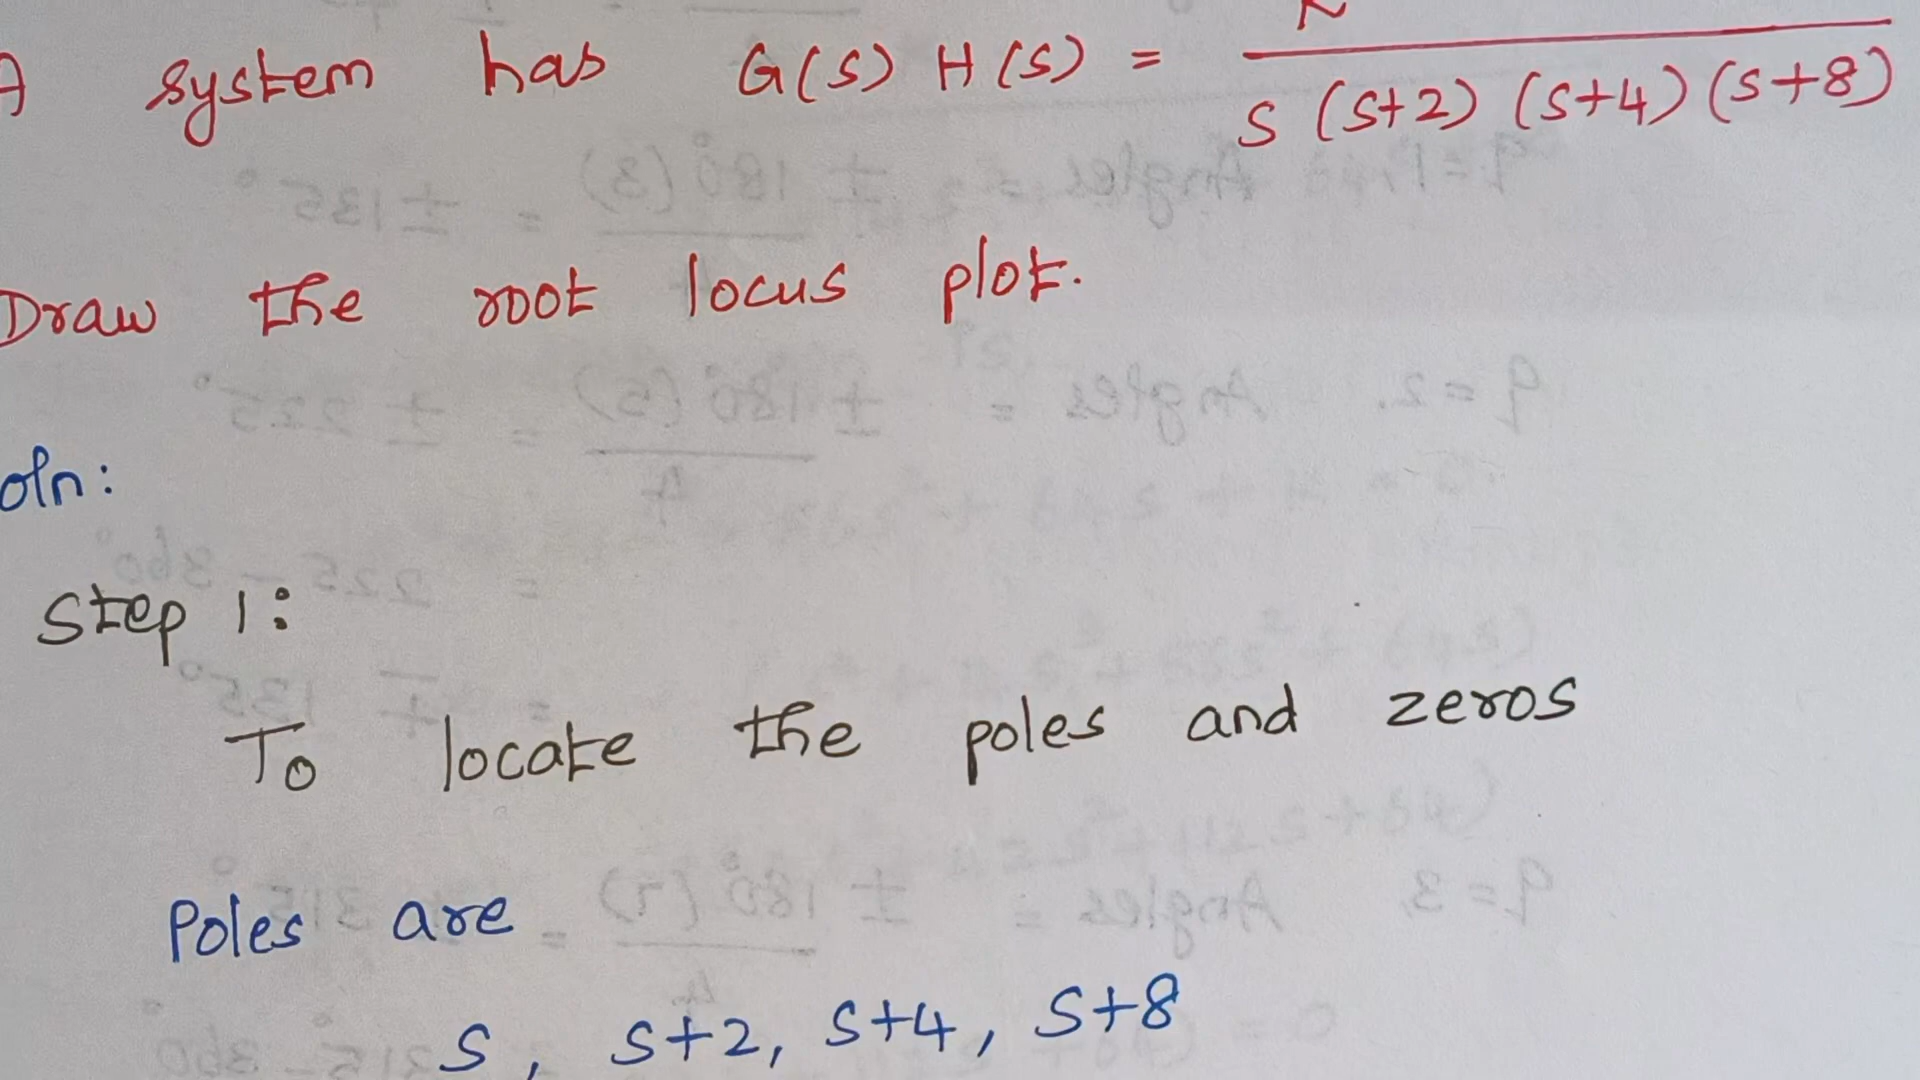 system has G(s) H(s) =
s (s+2) (s+4) (s+8)
Draw the root locus plot.
oln:
Step 1:
To locate the poles and zeros
Poles are
s, s+2, s+4, s+8